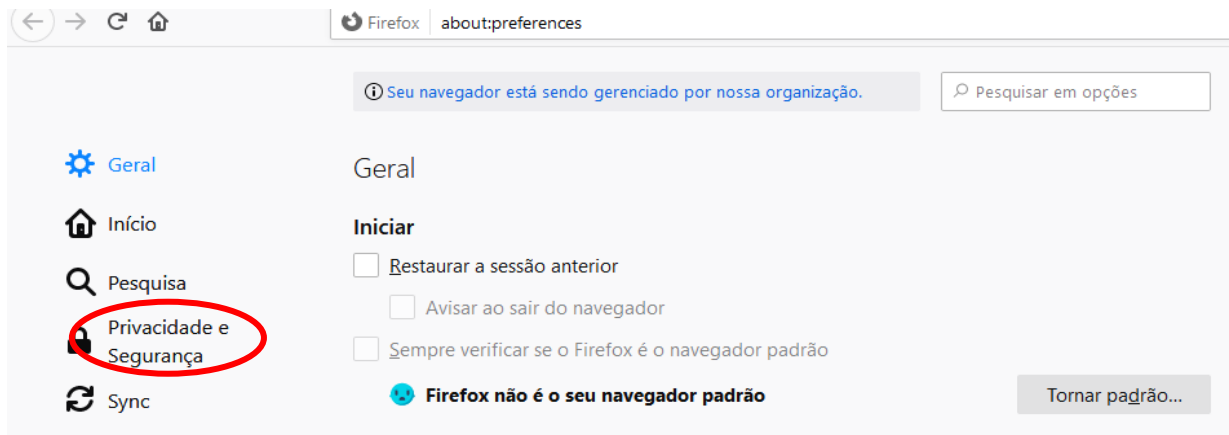 Firefox about:preferences
Seu navegador está sendo gerenciado por nossa organização.
Pesquisar em opções
Geral
Início
Pesquisa
Privacidade e
Segurança
Sync
Geral
Iniciar
Restaurar a sessão anterior
Avisar ao sair do navegador
Sempre verificar se o Firefox é o navegador padrão
Firefox não é o seu navegador padrão
Tornar padrão...